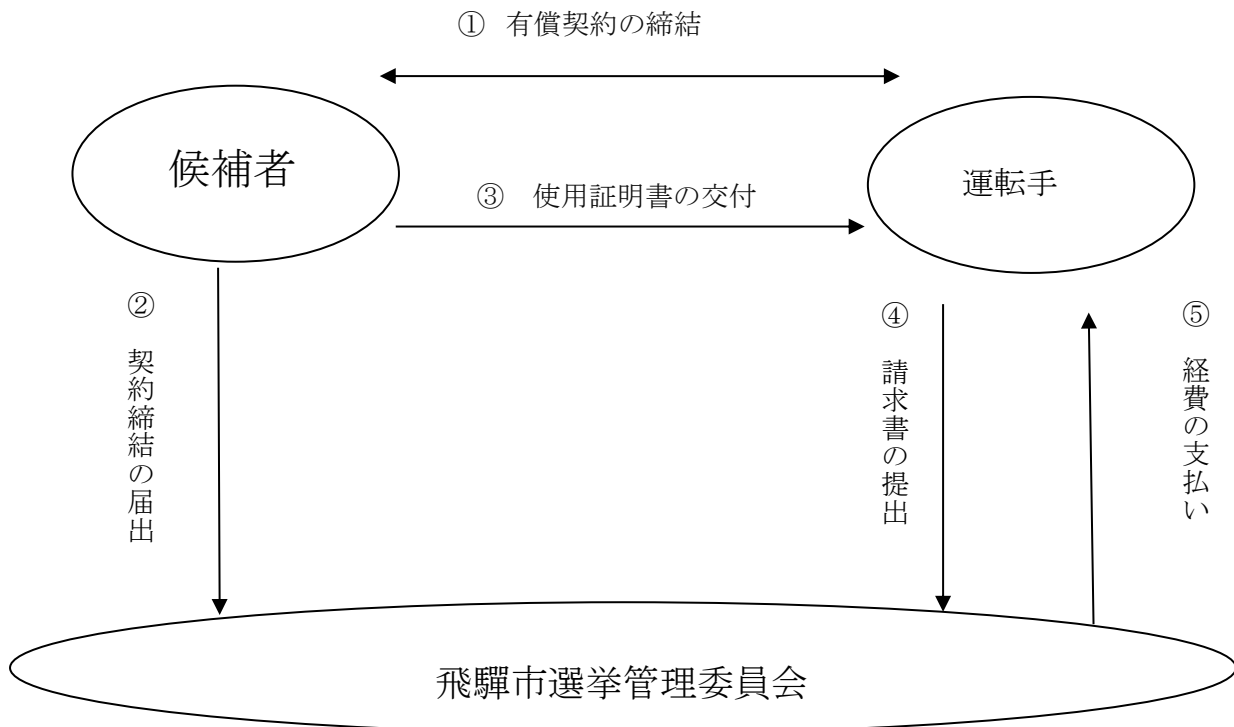 ① 有償契約の締結
候補者
運転手
③ 使用証明書の交付
② 契約締結の届出
④ 請求書の提出
⑤ 経費の支払い
飛驒市選挙管理委員会